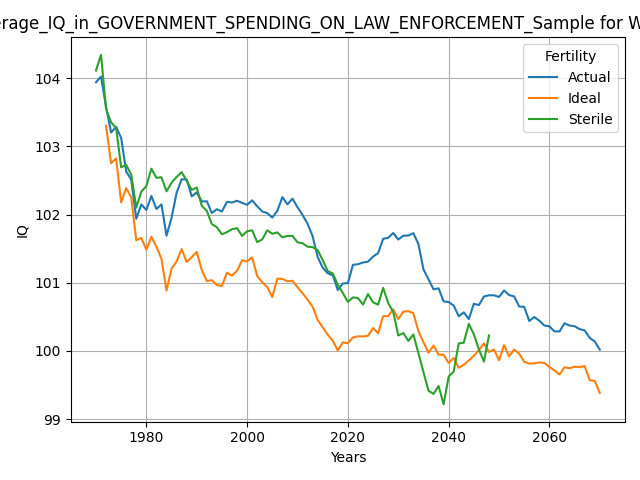 erage_IQ_in_GOVERNMENT_SPENDING_ON_LAW_ENFORCEMENT_Sample for W
Fertility
Actual
Ideal
Sterile
IQ
104
103
102
101
100
99
1980 2000 2020 2040 2060
Years